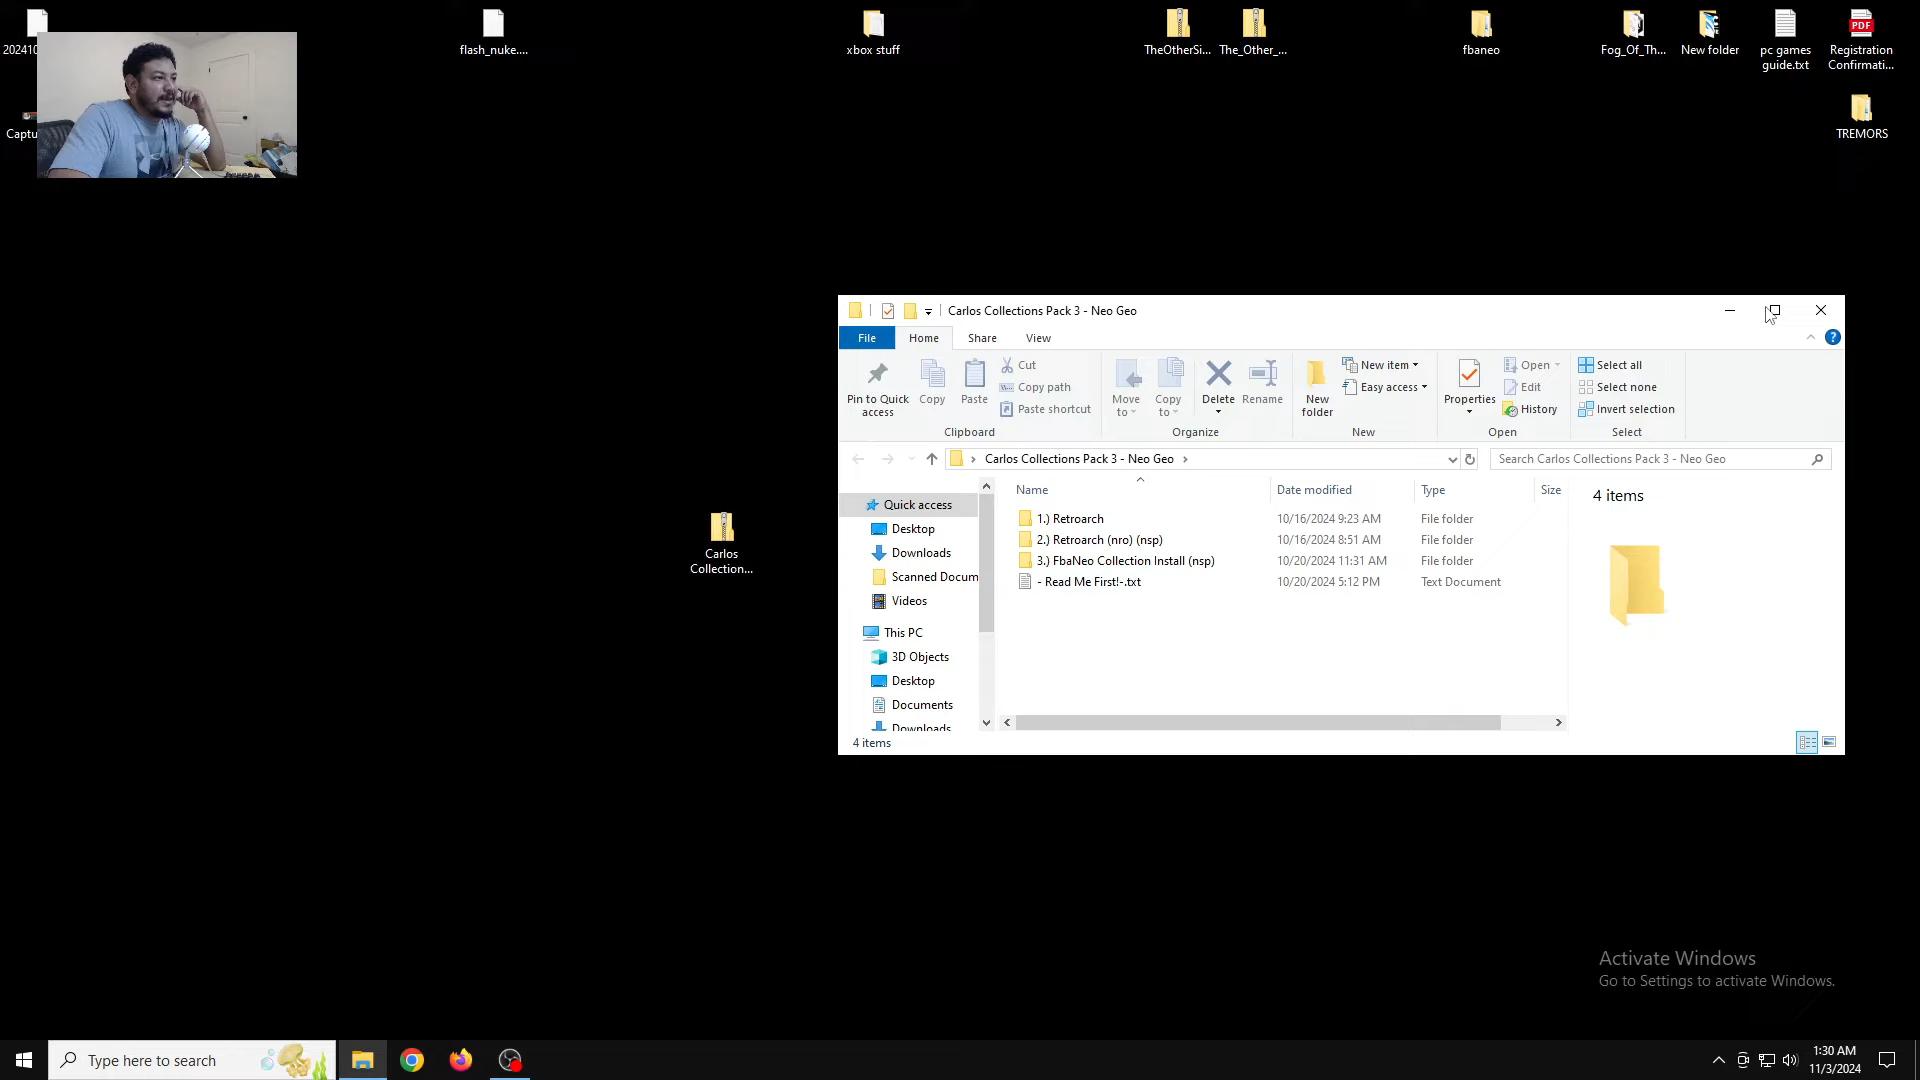 202410
flash_nuke....
xbox stuff
TheOtherSi...
The_Other_...
fbaneo
Fog_Of_Th...
New folder
pc games
guide.txt
PDF
Registration
Confirmati...
Captu
TREMORS
Carlos Collections Pack 3 - Neo Geo
File
Home
Share
View
Pin to Quick
access
Copy
Paste
Cut
Copy path
Paste shortcut
Clipboard
Move
to
Copy
to
Delete
Rename
Organize
New
folder
New item
Easy access
New
Properties
Open
Edit
History
Open
Select all
Select none
Invert selection
Select
Carlos Collections Pack 3 - Neo Geo
Search Carlos Collections Pack 3 - Neo Geo
Quick access
Desktop
Downloads
Scanned Docum
Videos
This PC
3D Objects
Desktop
Documents
Downloads
Name Date modified Type Size
1.) Retroarch 10/16/2024 9:23 AM File folder
2.) Retroarch (nro) (nsp) 10/16/2024 8:51 AM File folder
3.) FbaNeo Collection Install (nsp) 10/20/2024 11:31 AM File folder
- Read Me First!-.txt 10/20/2024 5:12 PM Text Document
4 items
4 items
Carlos
Collection...
Activate Windows
Go to Settings to activate Windows.
Type here to search
1:30 AM
11/3/2024